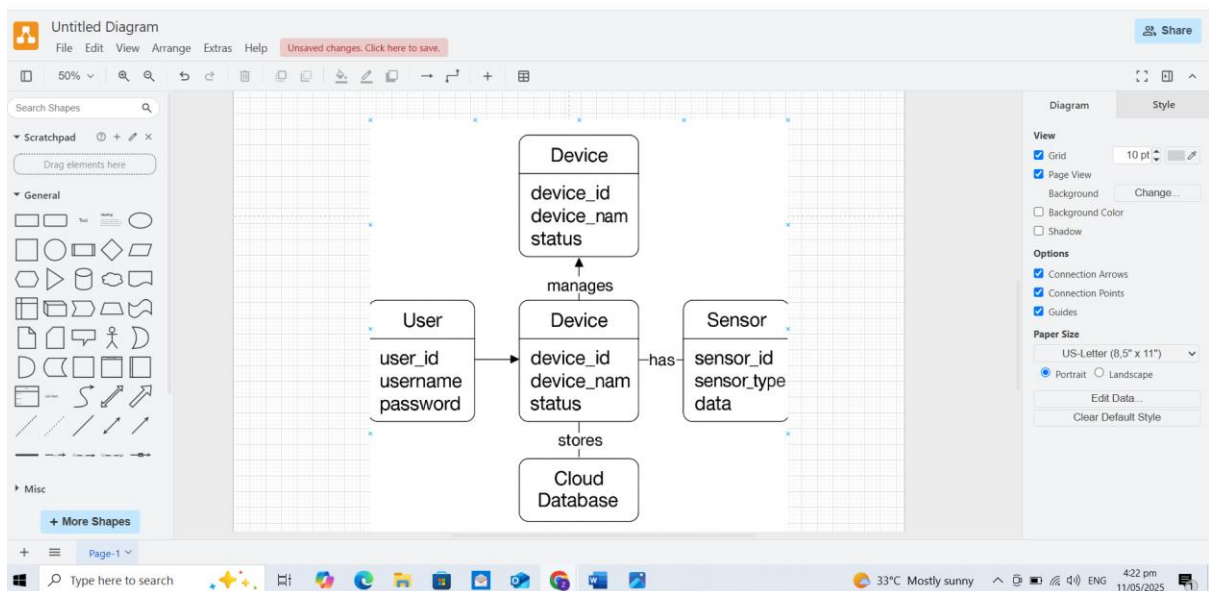 Untitled Diagram
File Edit View Arrange Extras Help Unsaved changes. Click here to save.
Share
50%
Search Shapes
Scratchpad
Drag elements here
General
Text Heading
Misc
+ More Shapes
Device
device_id
device_nam
status
manages
User
user_id
username
password
Device
device_id
device_nam
status
has
Sensor
sensor_id
sensor_type
data
stores
Cloud
Database
Diagram Style
View
Grid 10 pt
Page View
Background Change...
Background Color
Shadow
Options
Connection Arrows
Connection Points
Guides
Paper Size
US-Letter (8,5" x 11")
Portrait Landscape
Edit Data...
Clear Default Style
Page-1
Type here to search
33°C Mostly sunny ENG 4:22 pm
11/05/2025